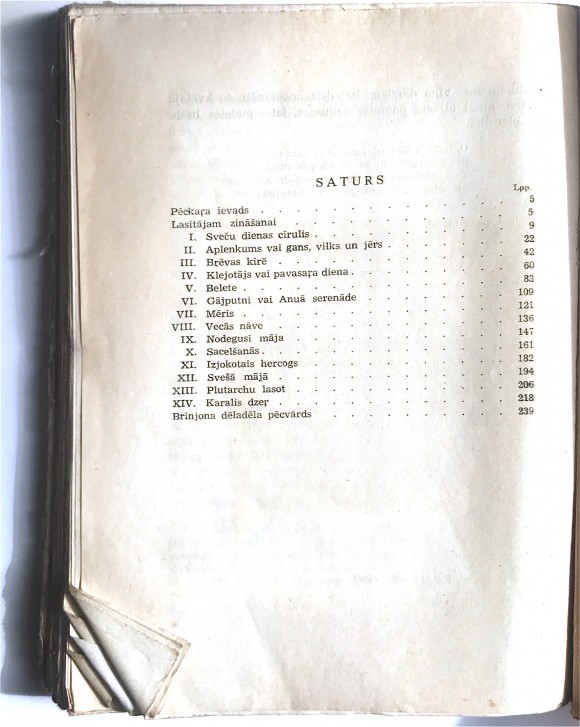 SATURS
Lpp.
Pēckaŗa ievads . . . . . . . . . . . 5
Lasītājam zināšanai . . . . . . . . . . 5
I. Sveču dienas cīrulis . . . . . . . . . 9
II. Aplenkums vai gans, vilks un jērs . . . . . . 22
III. Brēvas kirē . . . . . . . . . . . 42
IV. Klejotājs vai pavasaŗa diena . . . . . . . 60
V. Belete . . . . . . . . . . . . 83
VI. Gājputni vai Anuā serenāde . . . . . . . 109
VII. Mēris . . . . . . . . . . . . 121
VIII. Vecās nāve . . . . . . . . . . . 136
IX. Nodegusī māja . . . . . . . . . . 147
X. Sacelšanās . . . . . . . . . . . 161
XI. Izjokotais hercogs . . . . . . . . . 182
XII. Svešā mājā . . . . . . . . . . . 194
XIII. Plutarchu lasot . . . . . . . . . . 206
XIV. Karalis dzeŗ . . . . . . . . . . 218
Brinjona dēladēla pēcvārds . . . . . . . . 239